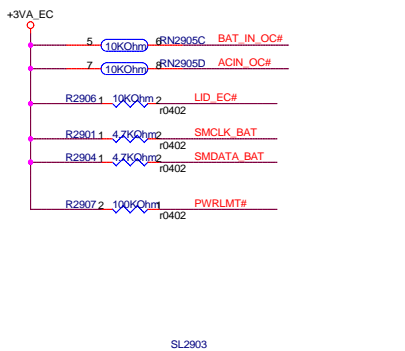 +3VA_EC
5 10KOhm 6 RN2905C BAT_IN_OC#
7 10KOhm 8 RN2905D ACIN_OC#
R2906 1 10KOhm 2 LID_EC#
r0402
R2901 1 4.7KOhm 2 SMCLK_BAT
r0402
R2904 1 4.7KOhm 2 SMDATA_BAT
r0402
R2907 2 100KOhm 1 PWRLMT#
r0402
SL2903